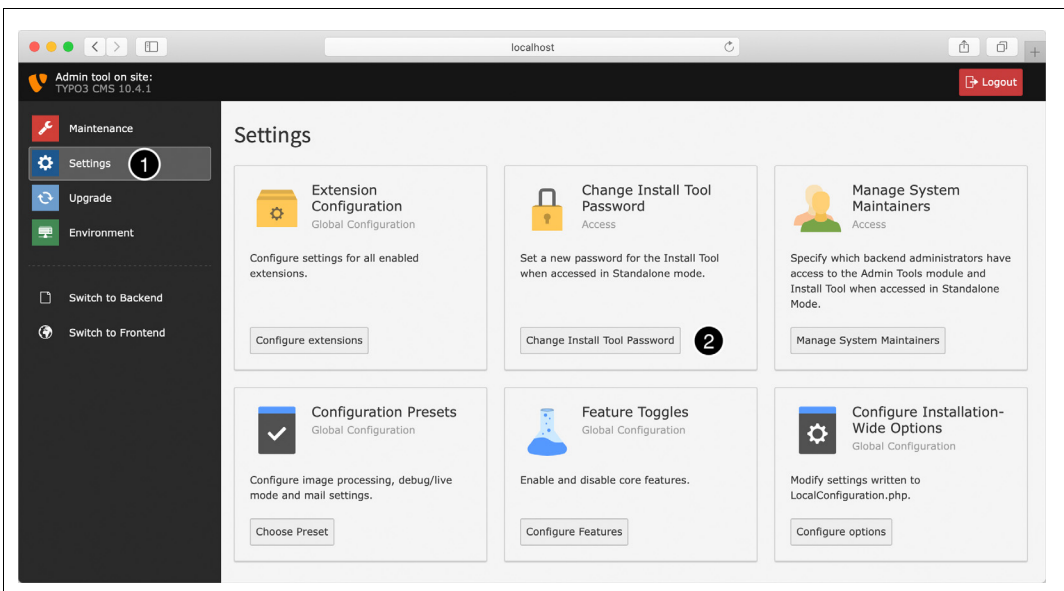 localhost
Admin tool on site:
TYPO3 CMS 10.4.1
Logout
Maintenance
Settings
1
Upgrade
Environment
Switch to Backend
Switch to Frontend
Settings
Extension
Configuration
Global Configuration
Configure settings for all enabled
extensions.
Configure extensions
Change Install Tool
Password
Access
Set a new password for the Install Tool
when accessed in Standalone mode.
Change Install Tool Password
2
Manage System
Maintainers
Access
Specify which backend administrators have
access to the Admin Tools module and
Install Tool when accessed in Standalone
Mode.
Manage System Maintainers
Configuration Presets
Global Configuration
Configure image processing, debug/live
mode and mail settings.
Choose Preset
Feature Toggles
Global Configuration
Enable and disable core features.
Configure Features
Configure Installation-
Wide Options
Global Configuration
Modify settings written to
LocalConfiguration.php.
Configure options